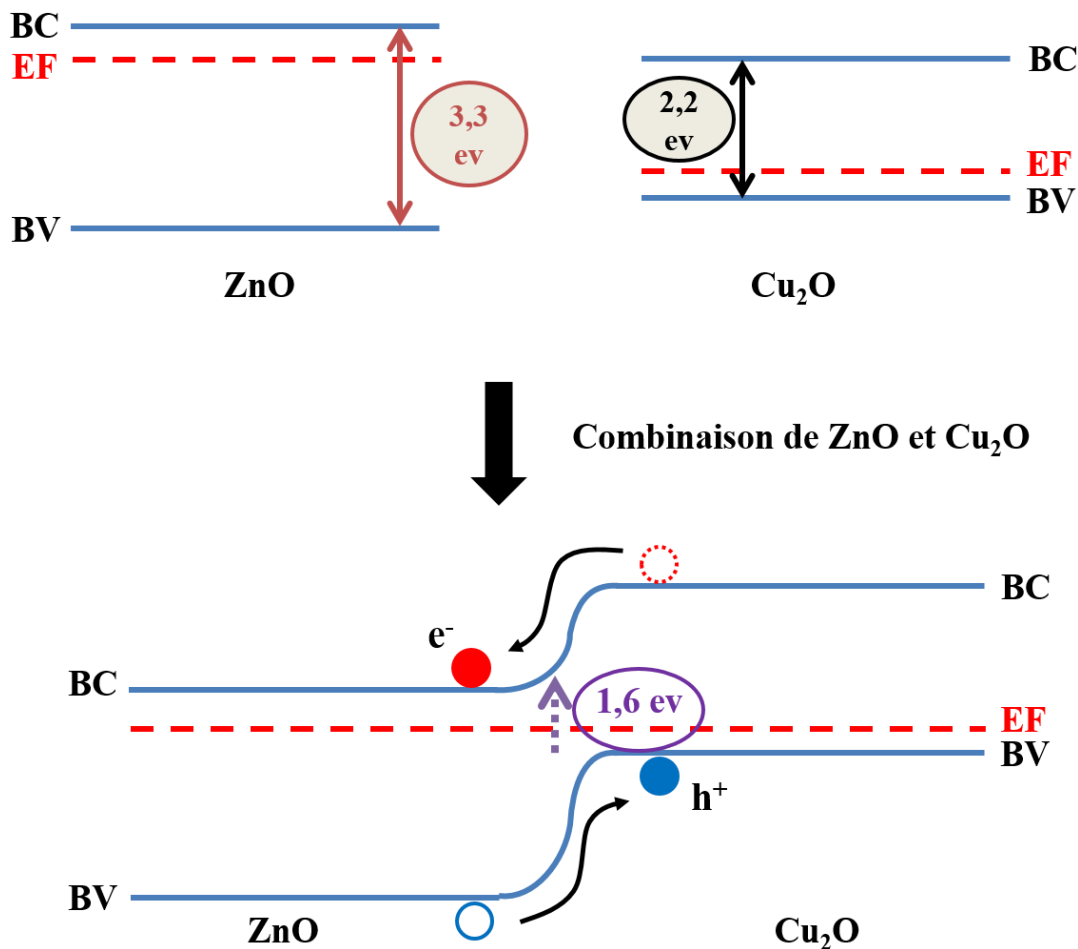 BC
EF
3,3
ev
BV
ZnO
BC
2,2
ev
EF
BV
Cu₂O
Combinaison de ZnO et Cu₂O
BC
e⁻
BC
1,6 ev
EF
BV
h⁺
BV
ZnO
Cu₂O